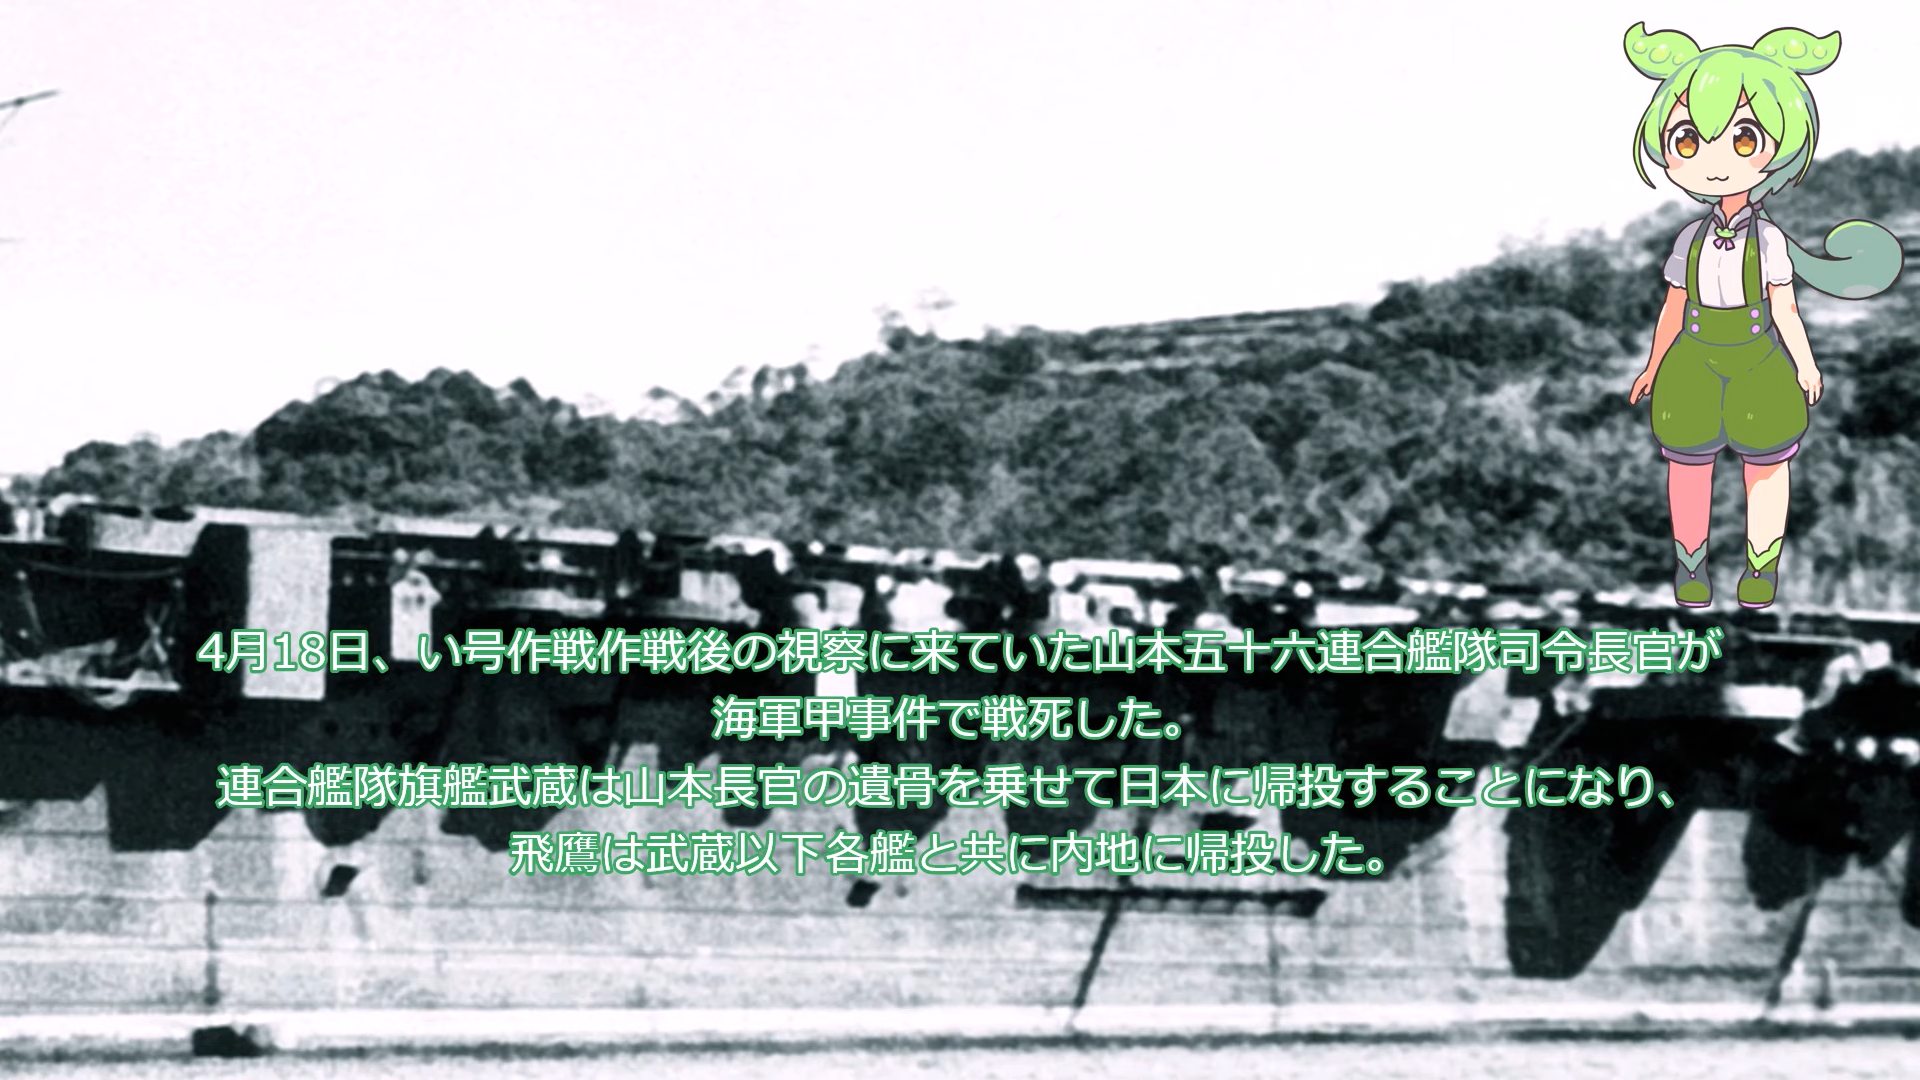 4月18日、い号作戦作戦後の視察に来ていた山本五十六連合艦隊司令長官が
海軍甲事件で戦死した。
連合艦隊旗艦武蔵は山本長官の遺骨を乗せて日本に帰投することになり、
飛鷹は武蔵以下各艦と共に内地に帰投した。